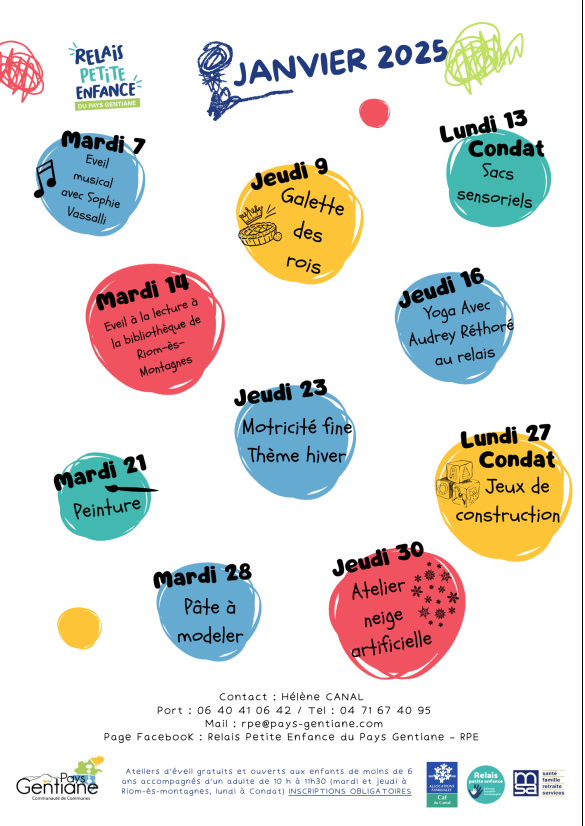 RELAIS
PETITE
ENFANCE
DU PAYS GENTIANE
JANVIER 2025
Mardi 7
Eveil
musical
avec Sophie
Vassalli
Jeudi 9
Galette
des
rois
Lundi 13
Condat
Sacs
sensoriels
Mardi 14
Eveil à la lecture à
la bibliothèque de
Riom-ès-
Montagnes
Jeudi 16
Yoga Avec
Audrey Réthoré
au relais
Jeudi 23
Motricité fine
Thème hiver
Mardi 21
Peinture
Lundi 27
Condat
Jeux de
construction
Mardi 28
Pâte à
modeler
Jeudi 30
Atelier
neige
artificielle
Contact : Hélène CANAL
Port : 06 40 41 06 42 / Tel : 04 71 67 40 95
Mail : rpe@pays-gentiane.com
Page Facebook : Relais Petite Enfance du Pays Gentiane - RPE
Pays
Gentiane
Communauté de Communes
Ateliers d'éveil gratuits et ouverts aux enfants de moins de 6
ans accompagnés d'un adulte de 10 h à 11h30 (mardi et jeudi à
Riom-ès-montagnes, lundi à Condat) INSCRIPTIONS OBLIGATOIRES
ALLOCATIONS
FAMILIALES
Caf
du Cantal
Relais
petite enfance
msa
santé
famille
retraite
services